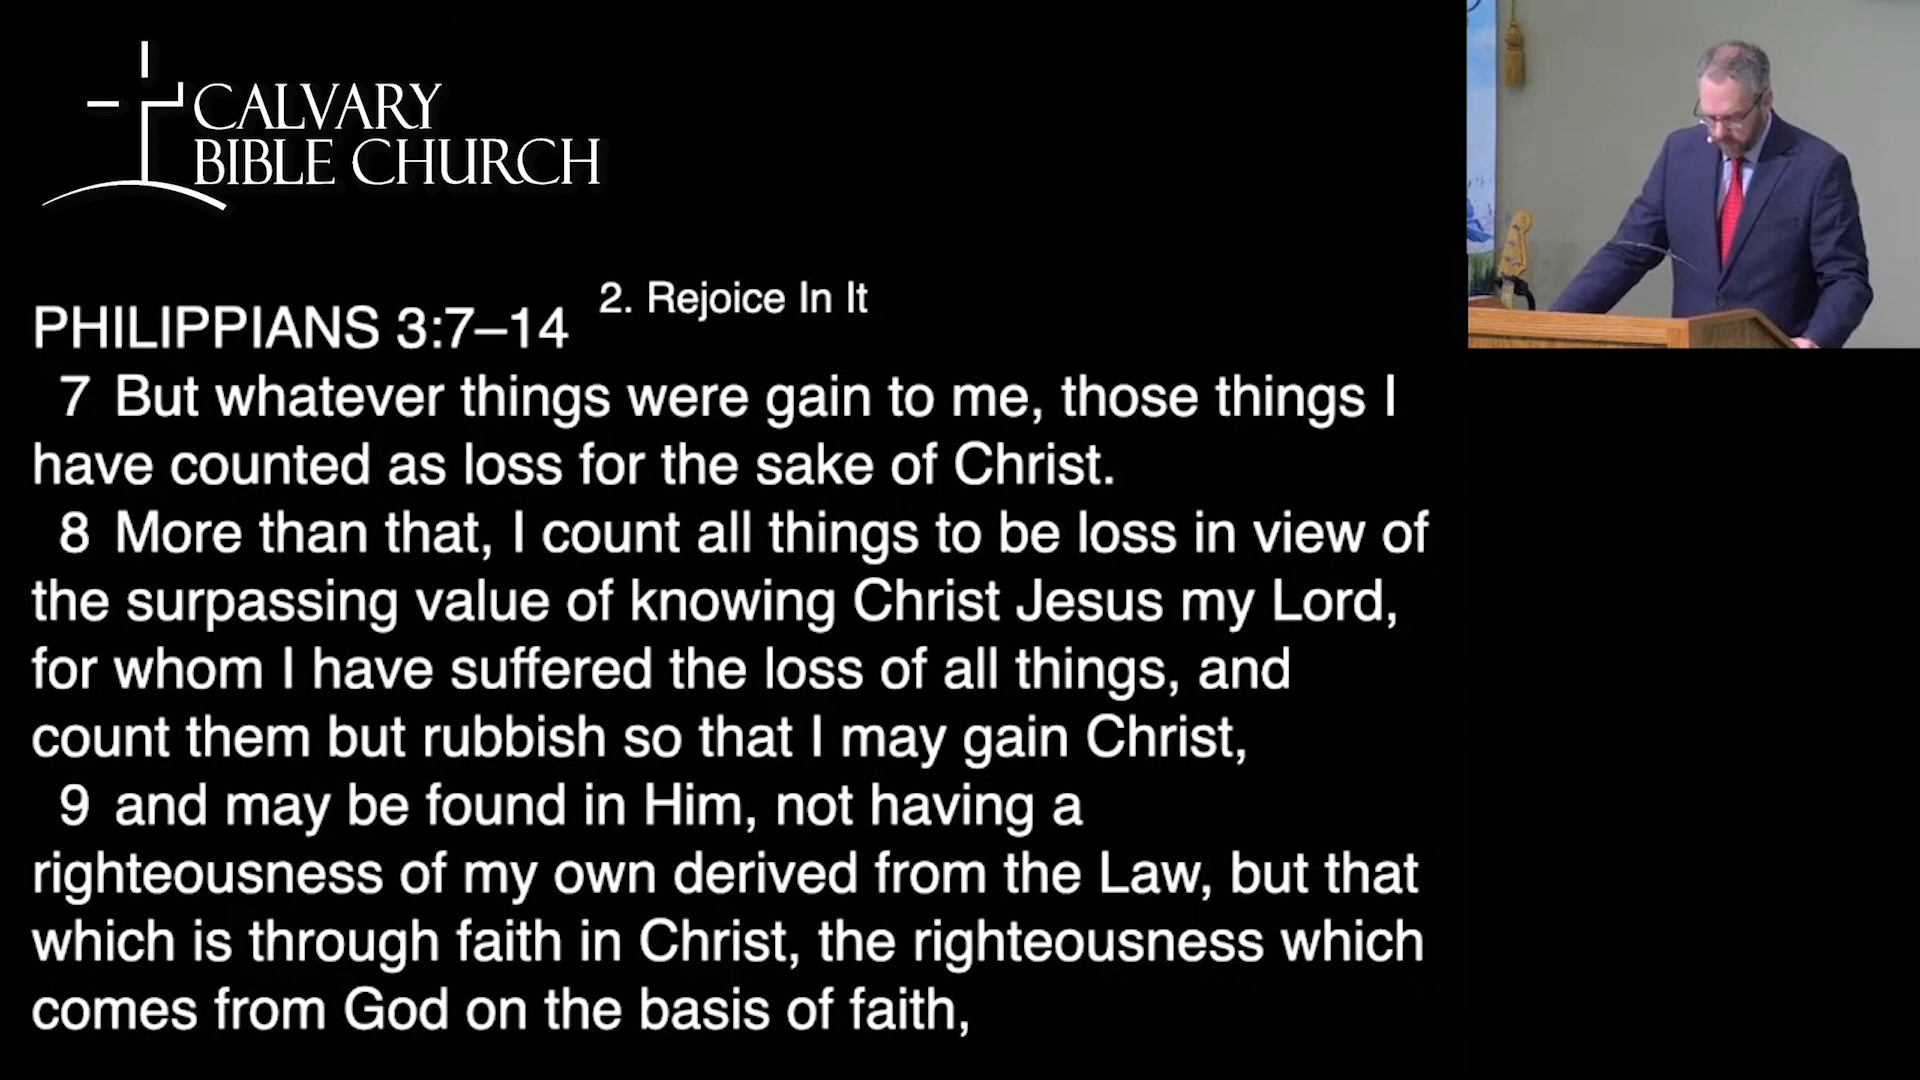 CALVARY
BIBLE CHURCH
2. Rejoice In It
PHILIPPIANS 3:7–14
7 But whatever things were gain to me, those things I
have counted as loss for the sake of Christ.
8 More than that, I count all things to be loss in view of
the surpassing value of knowing Christ Jesus my Lord,
for whom I have suffered the loss of all things, and
count them but rubbish so that I may gain Christ,
9 and may be found in Him, not having a
righteousness of my own derived from the Law, but that
which is through faith in Christ, the righteousness which
comes from God on the basis of faith,